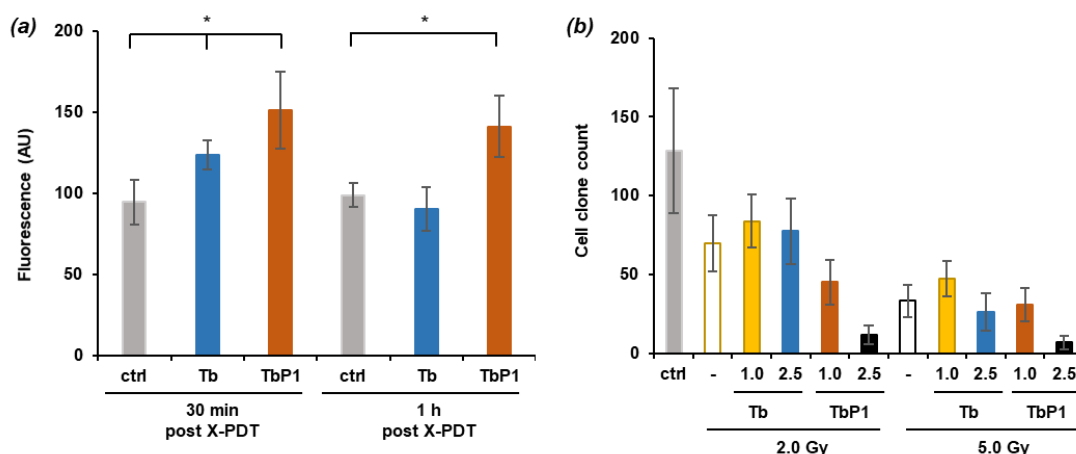 (a)
Fluorescence (AU)
200
150
100
50
0
* *
ctrl Tb TbP1 ctrl Tb TbP1
30 min
post X-PDT
1 h
post X-PDT
(b)
Cell clone count
200
150
100
50
0
ctrl - 1.0 2.5 1.0 2.5 - 1.0 2.5 1.0 2.5
Tb TbP1 Tb TbP1
2.0 Gy 5.0 Gy